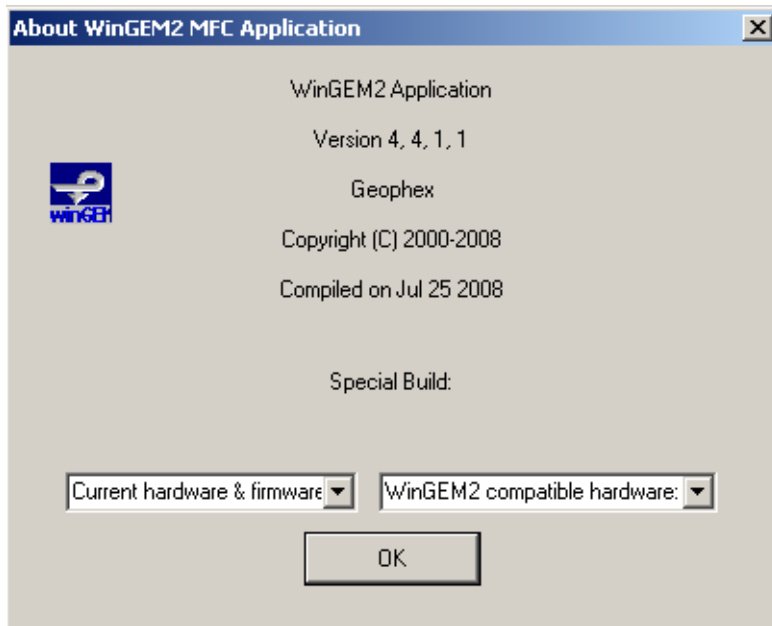 About WinGEM2 MFC Application
WinGEM2 Application
Version 4, 4, 1, 1
Geophex
winGEM
Copyright (C) 2000-2008
Compiled on Jul 25 2008
Special Build:
Current hardware & firmware
WinGEM2 compatible hardware:
OK